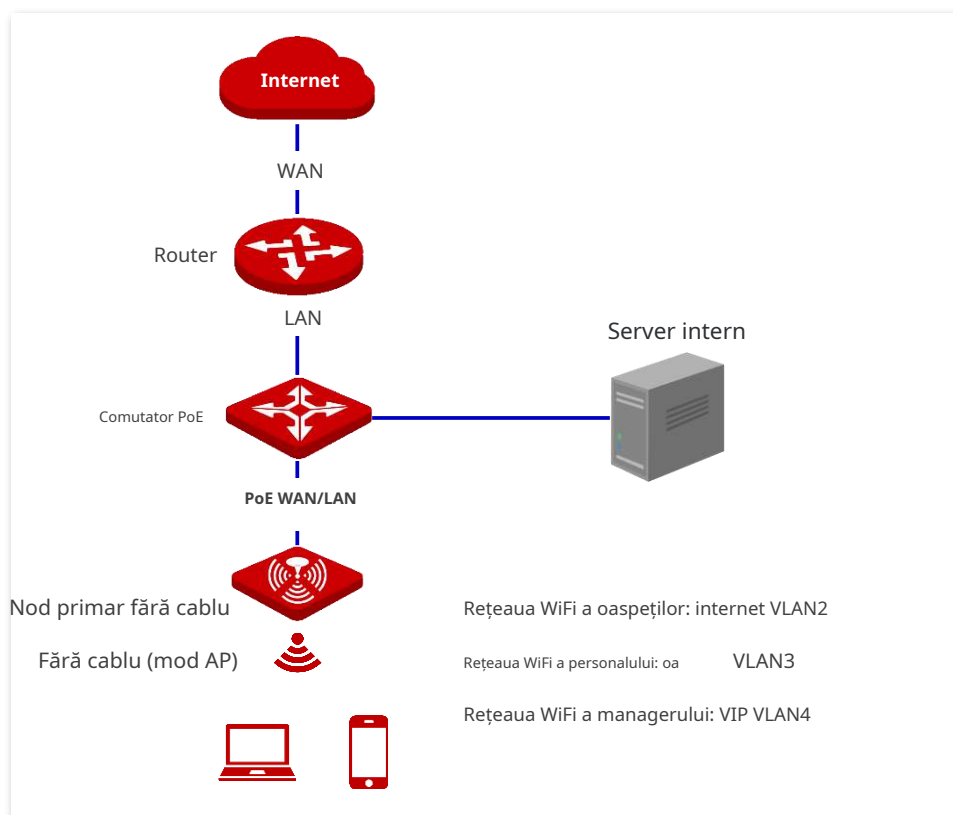 Internet
WAN
Router
LAN
Server intern
Comutator PoE
PoE WAN/LAN
Nod primar fără cablu
Rețeaua WiFi a oaspeților: internet VLAN2
Fără cablu (mod AP)
Rețeaua WiFi a personalului: oa VLAN3
Rețeaua WiFi a managerului: VIP VLAN4